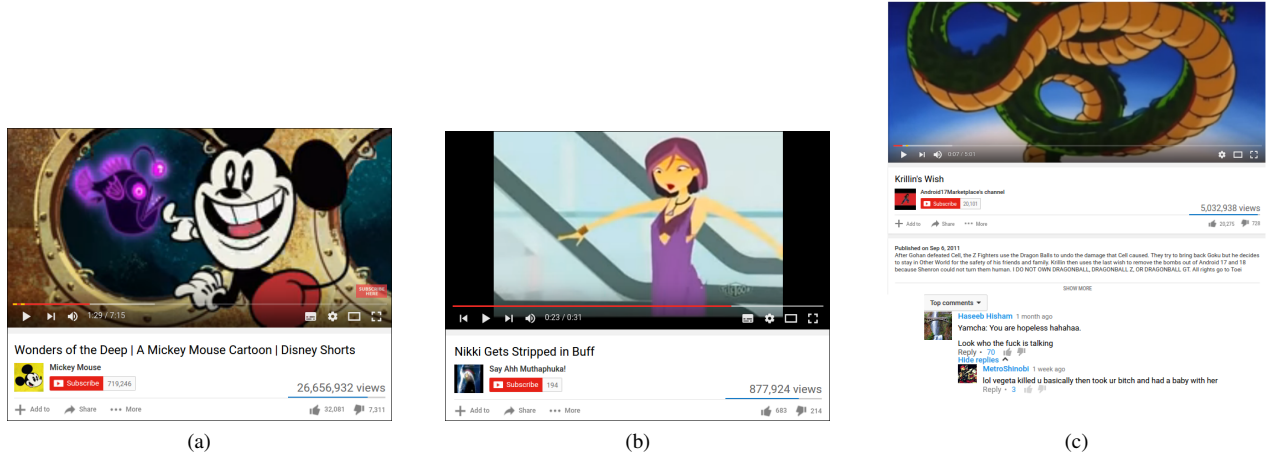 SUBSCRIBE
HERE
1:29 / 7:15
Wonders of the Deep | A Mickey Mouse Cartoon | Disney Shorts
Mickey Mouse
Subscribe 719,246
26,656,932 views
Add to Share More
32,081 7,311
(a)
0:23 / 0:31
Nikki Gets Stripped in Buff
Say Ahh Muthaphuka!
Subscribe 194
877,924 views
Add to Share More
683 214
(b)
0:07 / 5:01
Krillin's Wish
Android17Marketplace's channel
Subscribe 20,101
5,032,938 views
Add to Share More
23,275 728
Published on Sep 6, 2011
After Gohan defeated Cell, the Z Fighters use the Dragon Balls to undo the damage that Cell caused. They try to bring back Goku but he decides
to stay in Other World for the safety of his friends and family. Krillin then uses the last wish to remove the bombs out of Android 17 and 18
because Shenron could not turn them human. I DO NOT OWN DRAGONBALL, DRAGONBALL Z, OR DRAGONBALL GT. All rights go to Toei
SHOW MORE
Top comments
Haseeb Hisham 1 month ago
Yamcha: You are hopeless hahahaa.
Look who the fuck is talking
Reply • 70
Hide replies
MetroShinobi 1 week ago
lol vegeta killed u basically then took ur bitch and had a baby with her
Reply • 3
(c)